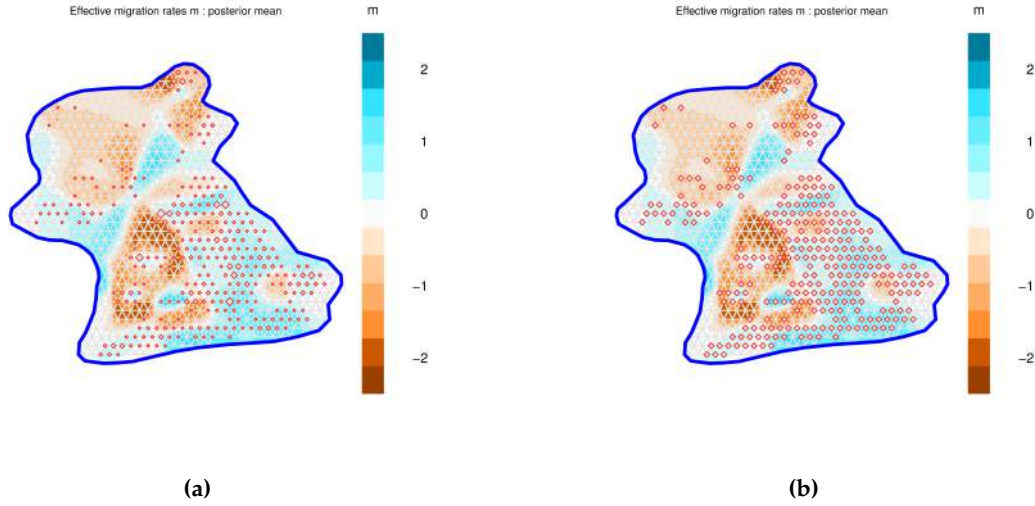 Effective migration rates m : posterior mean
m
2
1
0
−1
−2
(a)
Effective migration rates m : posterior mean
m
2
1
0
−1
−2
(b)